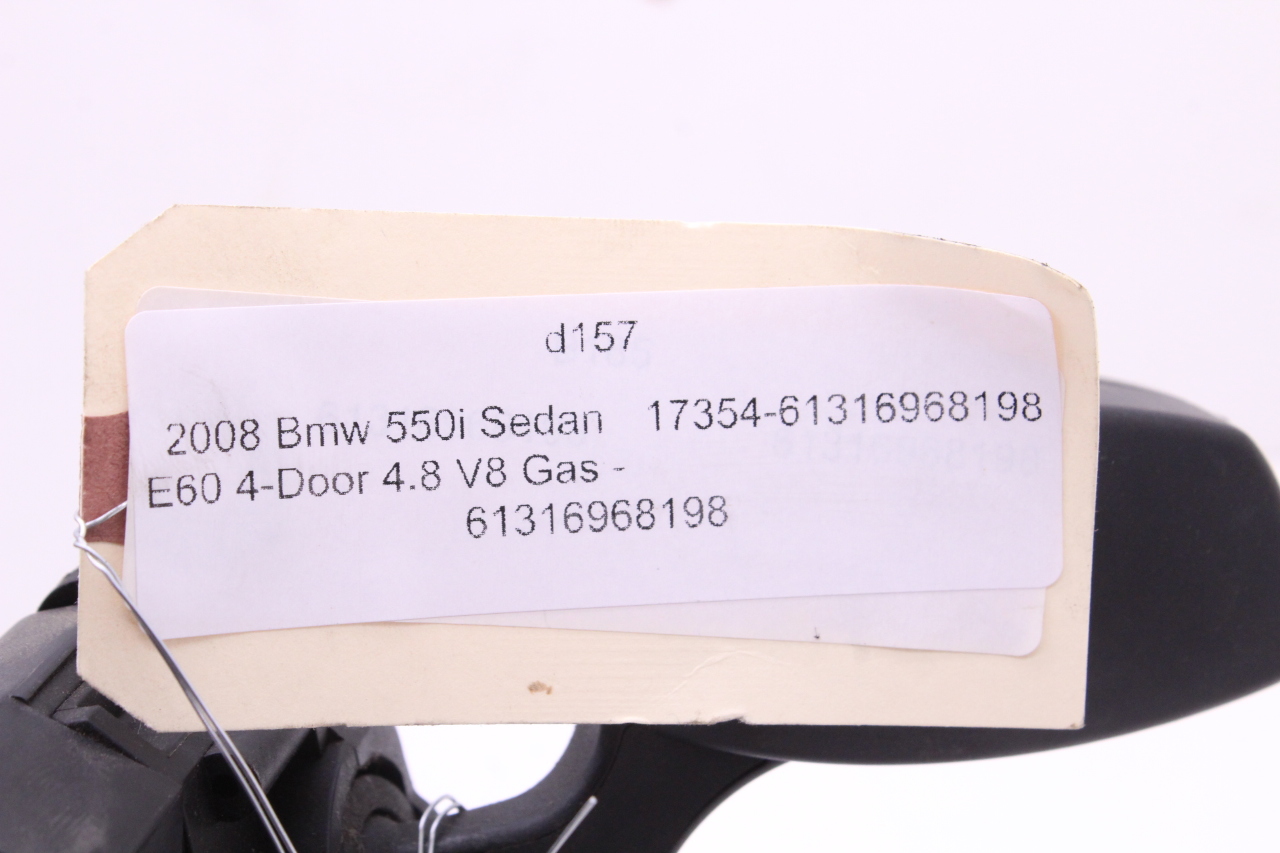 d157
2008 Bmw 550i Sedan 17354-61316968198
E60 4-Door 4.8 V8 Gas -
61316968198